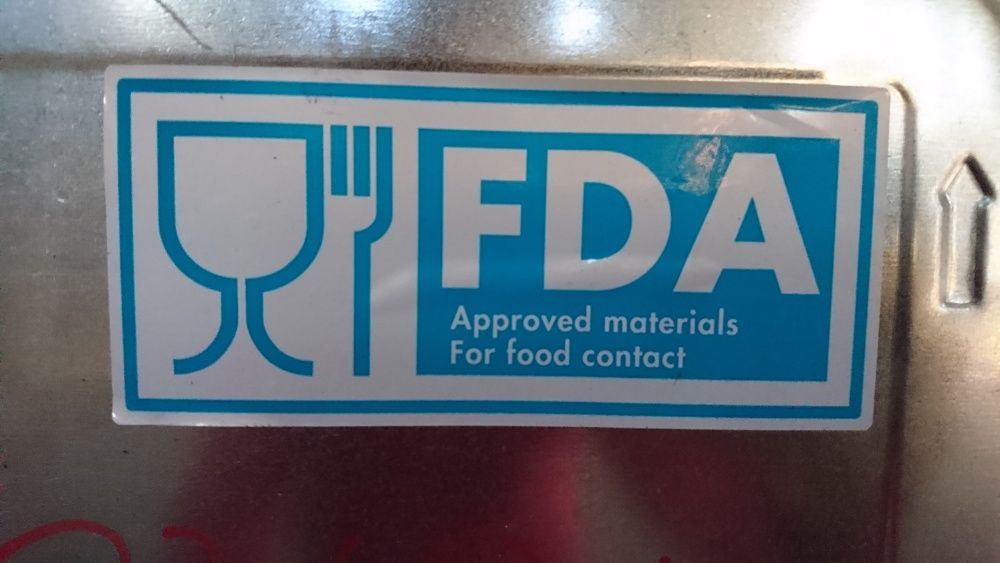 FDA
Approved materials
For food contact